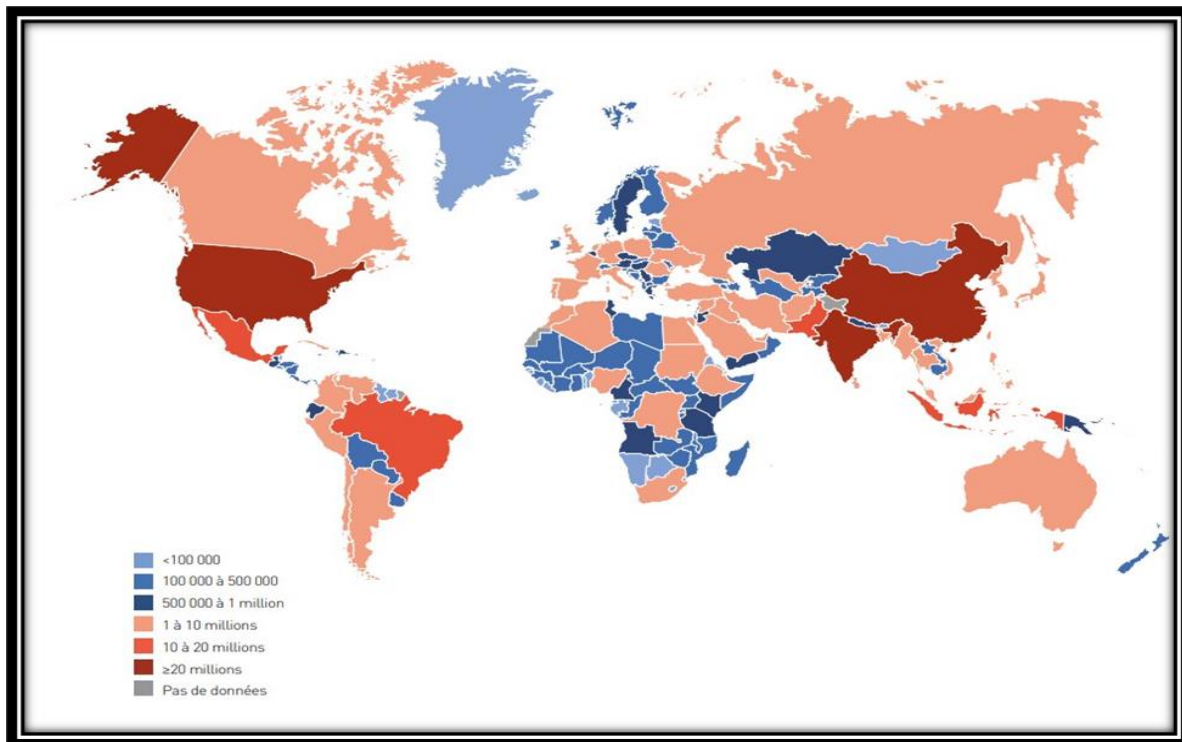 <100 000
100 000 à 500 000
500 000 à 1 million
1 à 10 millions
10 à 20 millions
≥20 millions
Pas de données